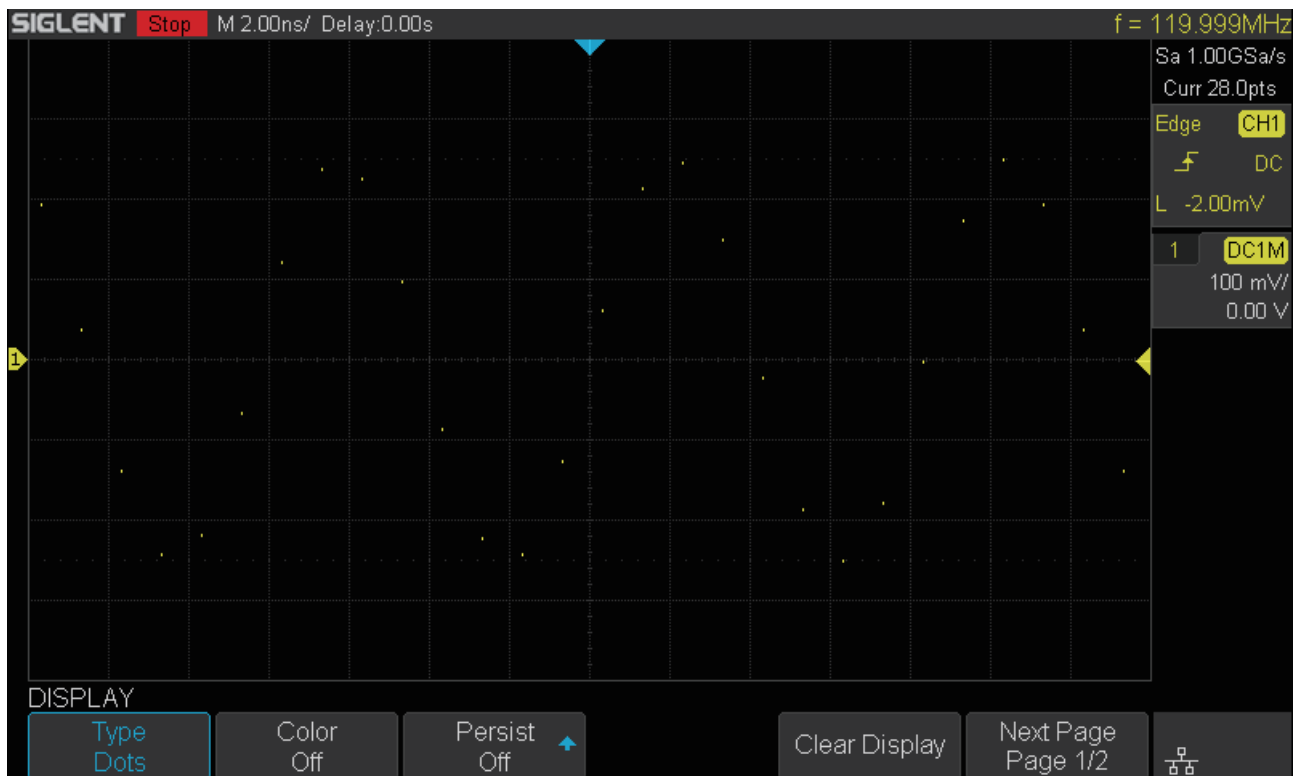 SIGLENT Stop M 2.00ns/ Delay:0.00s f = 119.999MHz
Sa 1.00GSa/s
Curr 28.0pts
Edge CH1
DC
L -2.00mV
1 DC1M
100 mV/
0.00 V
1
DISPLAY
Type
Dots
Color
Off
Persist
Off
Clear Display
Next Page
Page 1/2